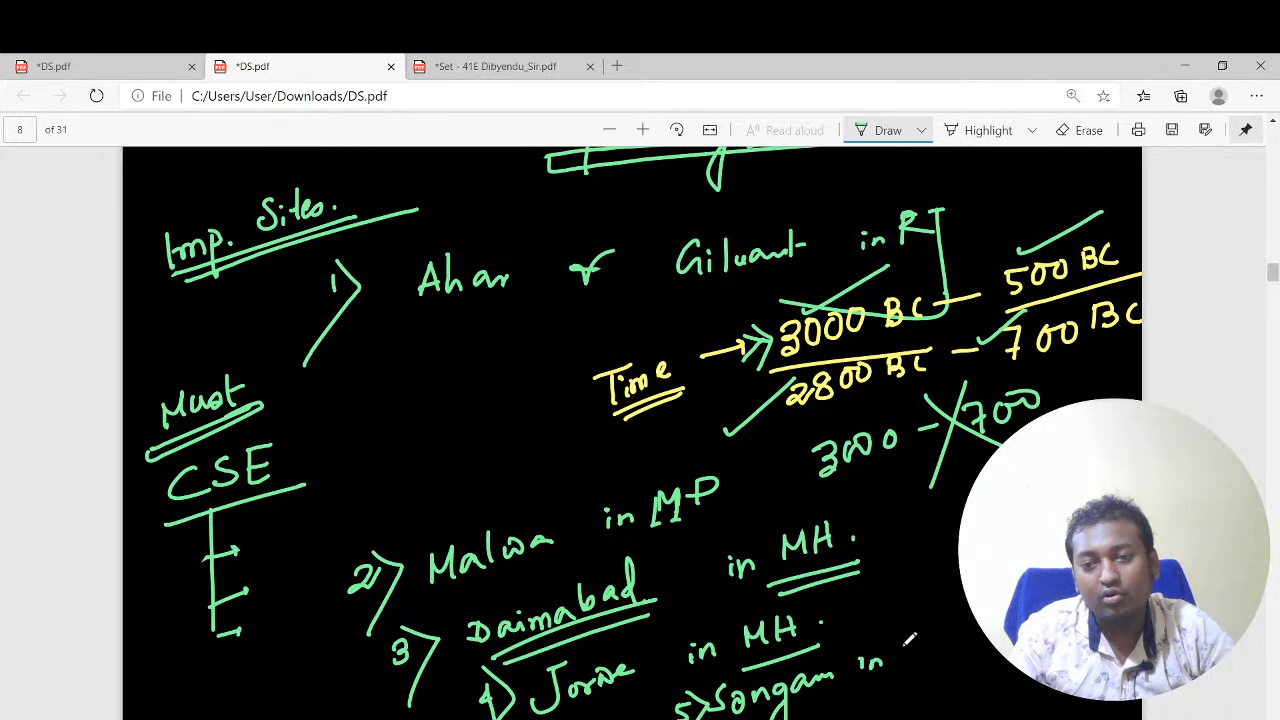 *DS.pdf
*DS.pdf
*Set - 41E Dibyendu_Sir.pdf
File C:/Users/User/Downloads/DS.pdf
8 of 31 Read aloud Draw Highlight Erase
Imp. Sites.
1) Ahar & Gilund in RJ
Time → 3000 BC — 500 BC
2800 BC — 700 BC
3000 - 700
Must
CSE
2) Malwa in MP
3) Daimabad in MH.
4) Jorwe in MH.
5) Songam in